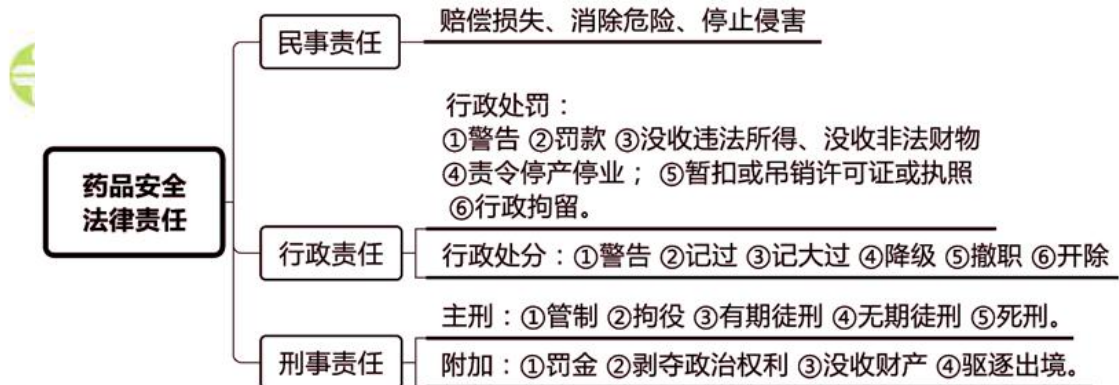 赔偿损失、消除危险、停止侵害
民事责任
行政处罚：
①警告 ②罚款 ③没收违法所得、没收非法财物
④责令停产停业； ⑤暂扣或吊销许可证或执照
⑥行政拘留。
药品安全
法律责任
行政责任
行政处分：①警告 ②记过 ③记大过 ④降级 ⑤撤职 ⑥开除
主刑：①管制 ②拘役 ③有期徒刑 ④无期徒刑 ⑤死刑。
刑事责任
附加：①罚金 ②剥夺政治权利 ③没收财产 ④驱逐出境。